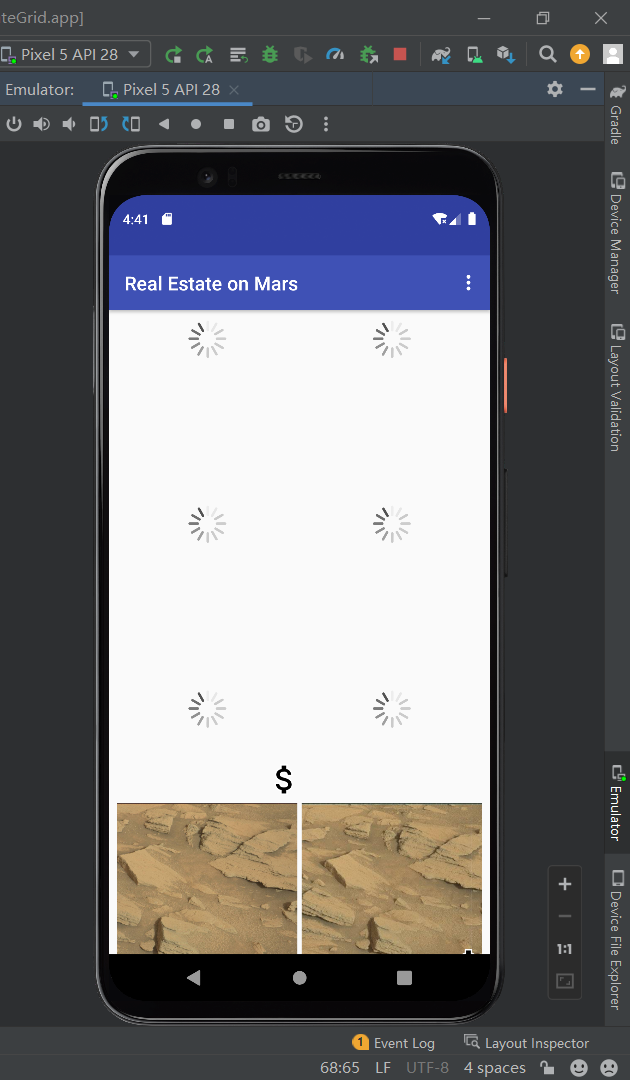 iteGrid.app]
Pixel 5 API 28
Emulator:
Pixel 5 API 28
Gradle
Device Manager
Layout Validation
4:41
Real Estate on Mars
$
Emulator
Device File Explorer
1:1
1 Event Log
Layout Inspector
68:65 LF UTF-8 4 spaces